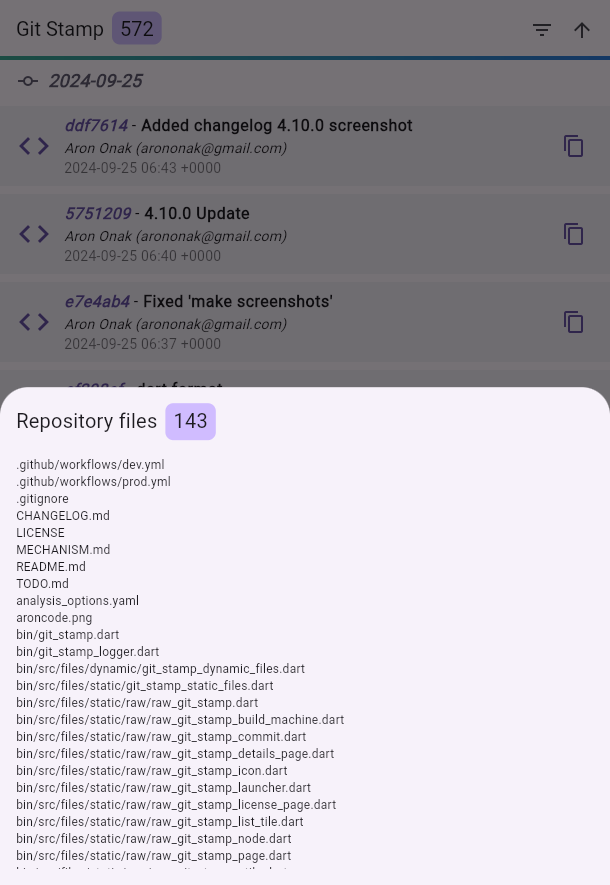 Git Stamp 572
2024-09-25
ddf7614 - Added changelog 4.10.0 screenshot
Aron Onak (arononak@gmail.com)
2024-09-25 06:43 +0000
5751209 - 4.10.0 Update
Aron Onak (arononak@gmail.com)
2024-09-25 06:40 +0000
e7e4ab4 - Fixed 'make screenshots'
Aron Onak (arononak@gmail.com)
2024-09-25 06:37 +0000
Repository files 143
.github/workflows/dev.yml
.github/workflows/prod.yml
.gitignore
CHANGELOG.md
LICENSE
MECHANISM.md
README.md
TODO.md
analysis_options.yaml
aroncode.png
bin/git_stamp.dart
bin/git_stamp_logger.dart
bin/src/files/dynamic/git_stamp_dynamic_files.dart
bin/src/files/static/git_stamp_static_files.dart
bin/src/files/static/raw/raw_git_stamp.dart
bin/src/files/static/raw/raw_git_stamp_build_machine.dart
bin/src/files/static/raw/raw_git_stamp_commit.dart
bin/src/files/static/raw/raw_git_stamp_details_page.dart
bin/src/files/static/raw/raw_git_stamp_icon.dart
bin/src/files/static/raw/raw_git_stamp_launcher.dart
bin/src/files/static/raw/raw_git_stamp_license_page.dart
bin/src/files/static/raw/raw_git_stamp_list_tile.dart
bin/src/files/static/raw/raw_git_stamp_node.dart
bin/src/files/static/raw/raw_git_stamp_page.dart